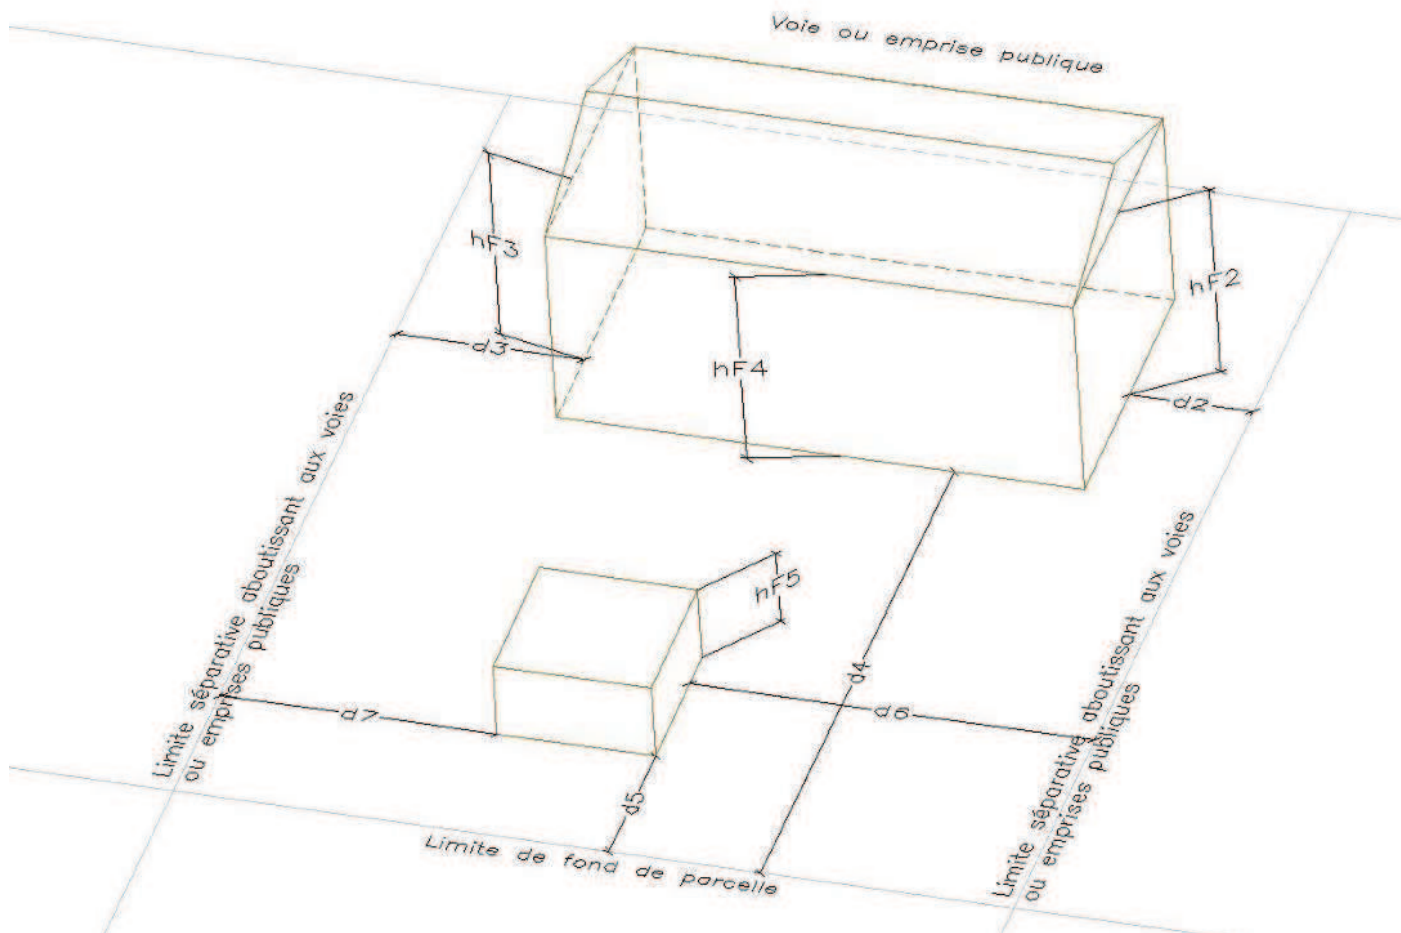 Voie ou emprise publique
hF3
hF2
d3
hF4
d2
Limite séparative aboutissant aux voies
ou emprises publiques
hF5
Limite séparative aboutissant aux voies
ou emprises publiques
d4
d7
d6
d5
Limite de fond de parcelle